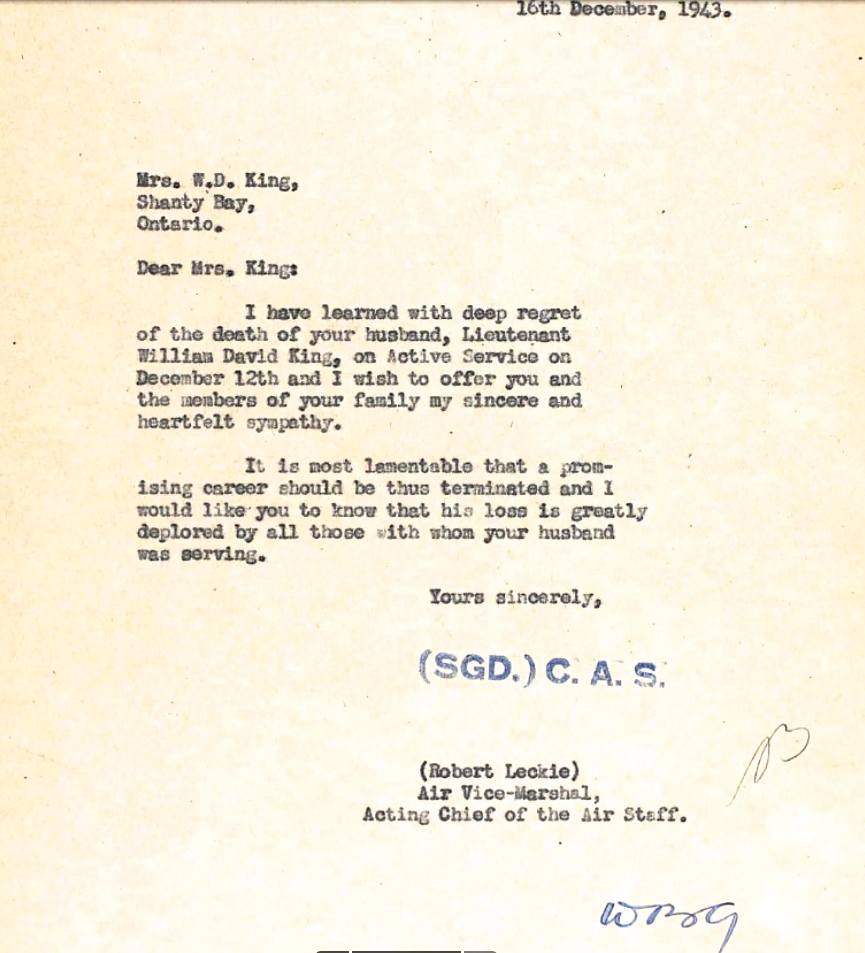 16th December, 1943.
Mrs. W.D. King,
Shanty Bay,
Ontario.
Dear Mrs. King:
I have learned with deep regret
of the death of your husband, Lieutenant
William David King, on Active Service on
December 12th and I wish to offer you and
the members of your family my sincere and
heartfelt sympathy.
It is most lamentable that a prom-
ising career should be thus terminated and I
would like you to know that his loss is greatly
deplored by all those with whom your husband
was serving.
Yours sincerely,
(SGD.) C. A. S.
(Robert Leckie)
Air Vice-Marshal,
Acting Chief of the Air Staff.